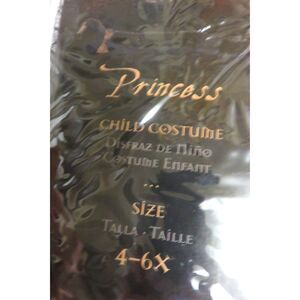 Princess
CHILD COSTUME
DISFRAZ DE NIÑO
COSTUME ENFANT
...
SIZE
TALLA · TAILLE
4-6X